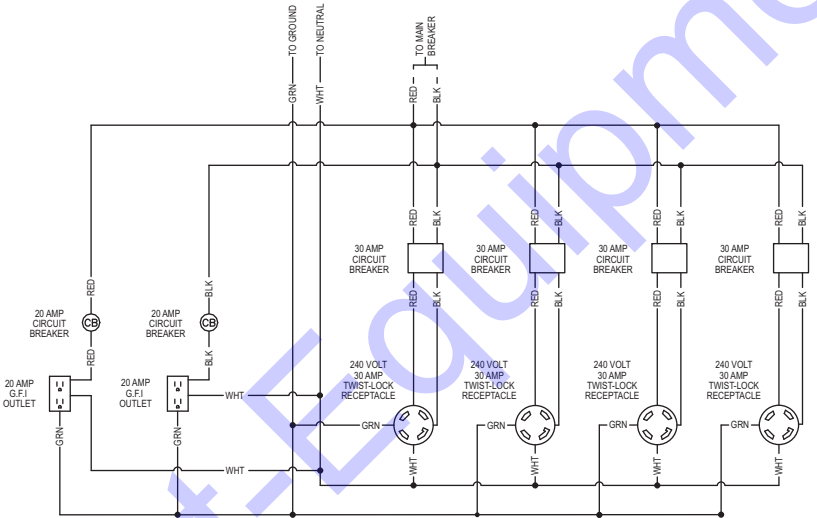 TO GROUND
TO NEUTRAL
TO MAIN
BREAKER
GRN
WHT
RED
BLK
RED
BLK
RED
BLK
RED
BLK
RED
BLK
30 AMP
CIRCUIT
BREAKER
30 AMP
CIRCUIT
BREAKER
30 AMP
CIRCUIT
BREAKER
30 AMP
CIRCUIT
BREAKER
RED
BLK
RED
BLK
RED
BLK
RED
BLK
RED
BLK
20 AMP
CIRCUIT
BREAKER
CB
20 AMP
CIRCUIT
BREAKER
CB
RED
BLK
20 AMP
G.F.I
OUTLET
20 AMP
G.F.I
OUTLET
240 VOLT
30 AMP
TWIST-LOCK
RECEPTACLE
240 VOLT
30 AMP
TWIST-LOCK
RECEPTACLE
240 VOLT
30 AMP
TWIST-LOCK
RECEPTACLE
240 VOLT
30 AMP
TWIST-LOCK
RECEPTACLE
WHT
GRN
GRN
GRN
GRN
GRN
GRN
WHT
WHT
WHT
WHT
WHT